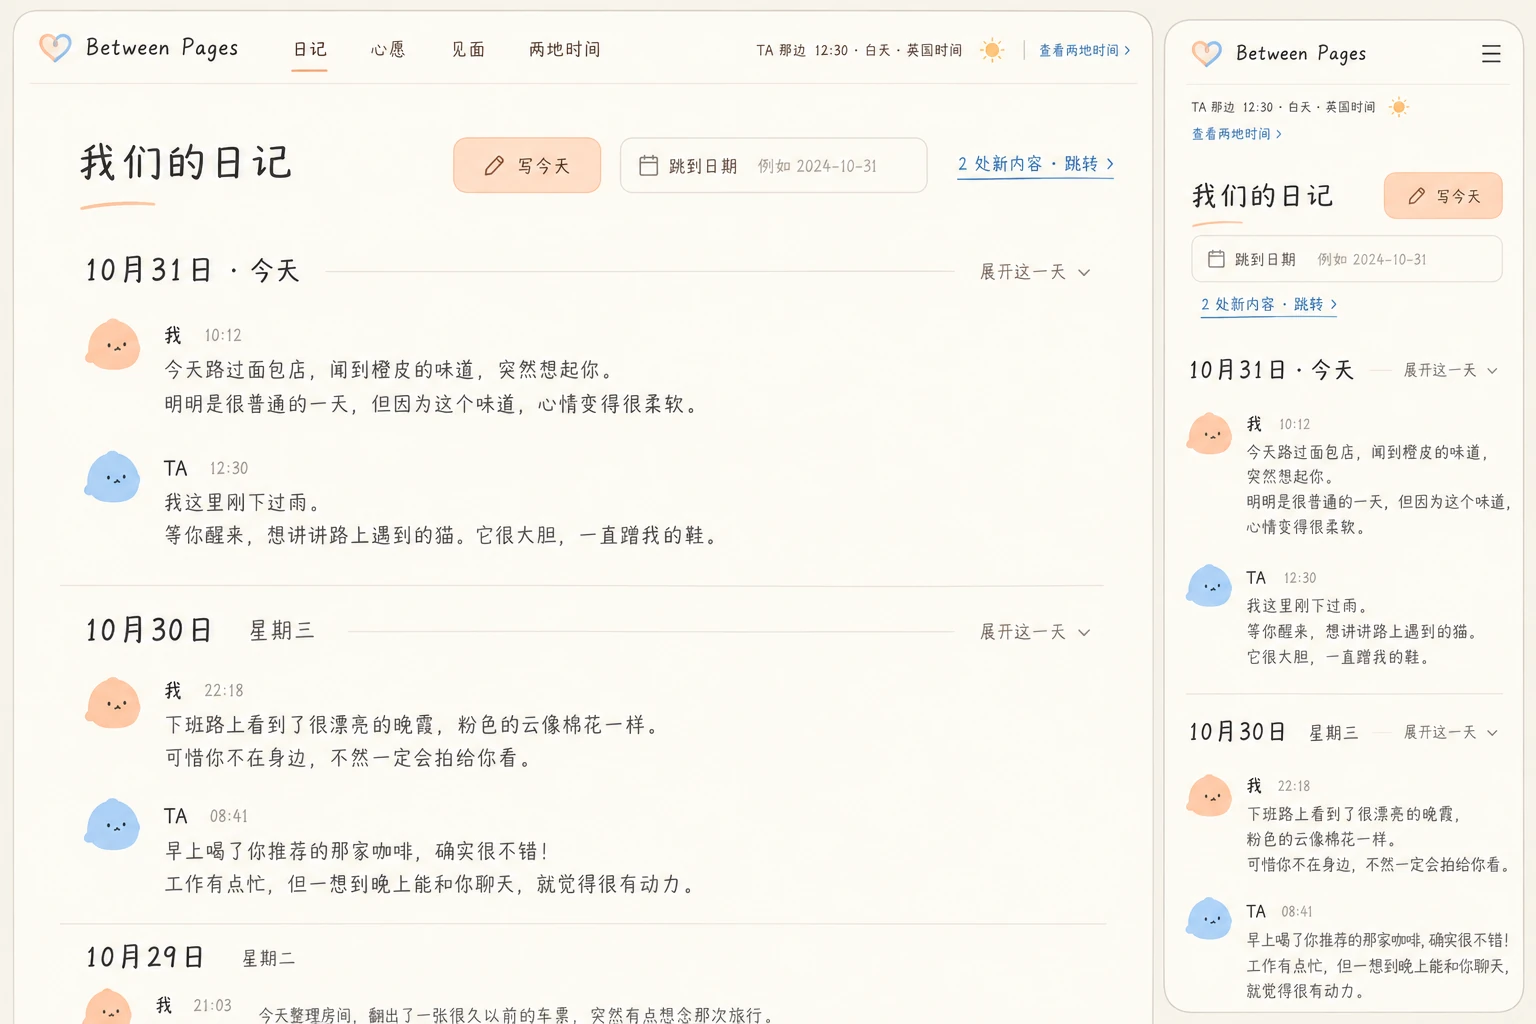 Between Pages
日记
心愿
见面
两地时间
TA 那边 12:30 · 白天 · 英国时间
查看两地时间 >
我们的日记
写今天
跳到日期 例如 2024-10-31
2 处新内容 · 跳转 >
10月31日 · 今天
展开这一天
我 10:12
今天路过面包店，闻到橙皮的味道，突然想起你。
明明是很普通的一天，但因为这个味道，心情变得很柔软。
TA 12:30
我这里刚下过雨。
等你醒来，想讲讲路上遇到的猫。它很大胆，一直蹭我的鞋。
10月30日 星期三
展开这一天
我 22:18
下班路上看到了很漂亮的晚霞，粉色的云像棉花一样。
可惜你不在身边，不然一定会拍给你看。
TA 08:41
早上喝了你推荐的那家咖啡，确实很不错！
工作有点忙，但一想到晚上能和你聊天，就觉得很有动力。
10月29日 星期二
我 21:03 今天整理房间，翻出了一张很久以前的车票，突然有点想念那次旅行。
Between Pages
TA 那边 12:30 · 白天 · 英国时间
查看两地时间 >
我们的日记
写今天
跳到日期 例如 2024-10-31
2 处新内容 · 跳转 >
10月31日 · 今天
展开这一天
我 10:12
今天路过面包店，闻到橙皮的味道，
突然想起你。
明明是很普通的一天，但因为这个味道，
心情变得很柔软。
TA 12:30
我这里刚下过雨。
等你醒来，想讲讲路上遇到的猫。
它很大胆，一直蹭我的鞋。
10月30日 星期三
展开这一天
我 22:18
下班路上看到了很漂亮的晚霞，
粉色的云像棉花一样。
可惜你不在身边，不然一定会拍给你看。
TA 08:41
早上喝了你推荐的那家咖啡，确实很不错！
工作有点忙，但一想到晚上能和你聊天，
就觉得很有动力。